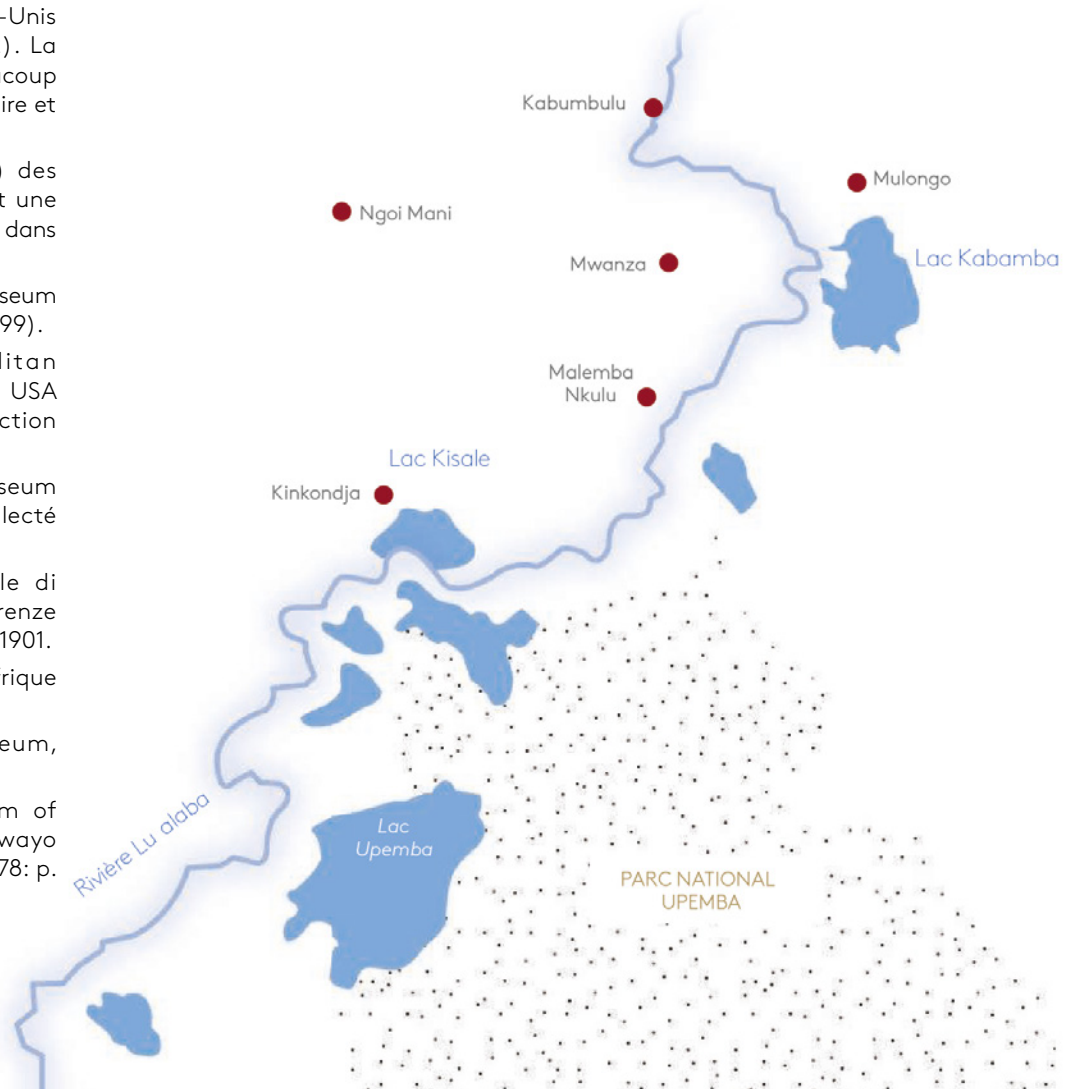 -Unis
). La
coup
ire et
) des
t une
dans
seum
99).
litan
USA
ction
seum
lecté
le di
renze
1901.
rique
eum,
m of
wayo
78: p.
Kabumbulu
Mulongo
Ngoi Mani
Lac Kabamba
Mwanza
Malemba
Nkulu
Lac Kisale
Kinkondja
Rivière Lu alaba
Lac
Upemba
PARC NATIONAL
UPEMBA